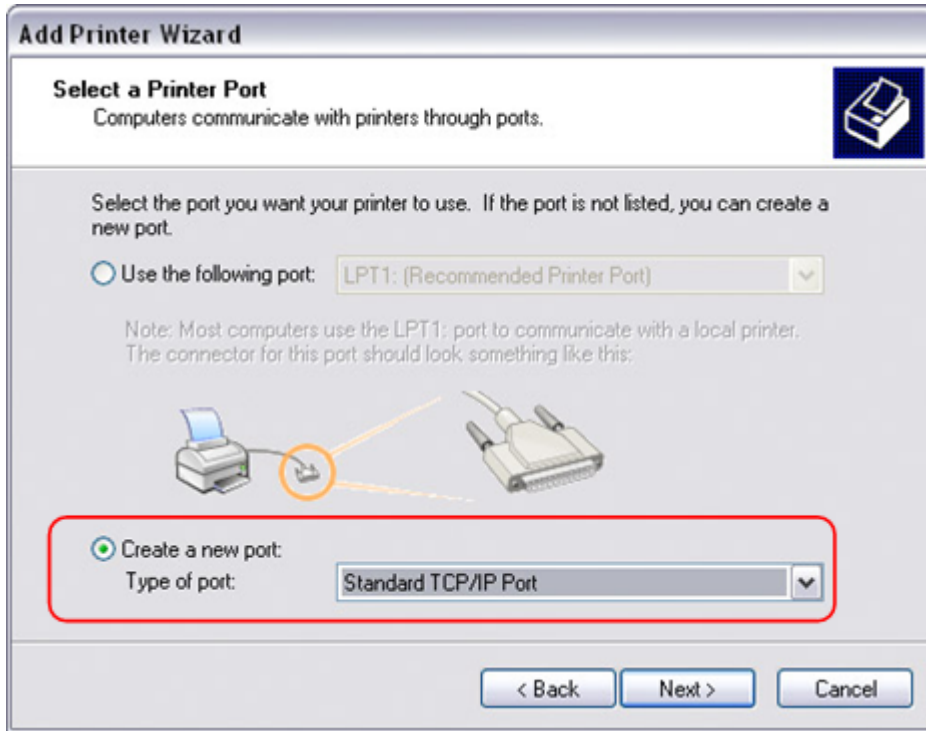 Add Printer Wizard
Select a Printer Port
Computers communicate with printers through ports.
Select the port you want your printer to use.  If the port is not listed, you can create a
new port.
Use the following port: LPT1: (Recommended Printer Port)
Note: Most computers use the LPT1: port to communicate with a local printer.
The connector for this port should look something like this:
Create a new port:
Type of port: Standard TCP/IP Port
< Back Next > Cancel